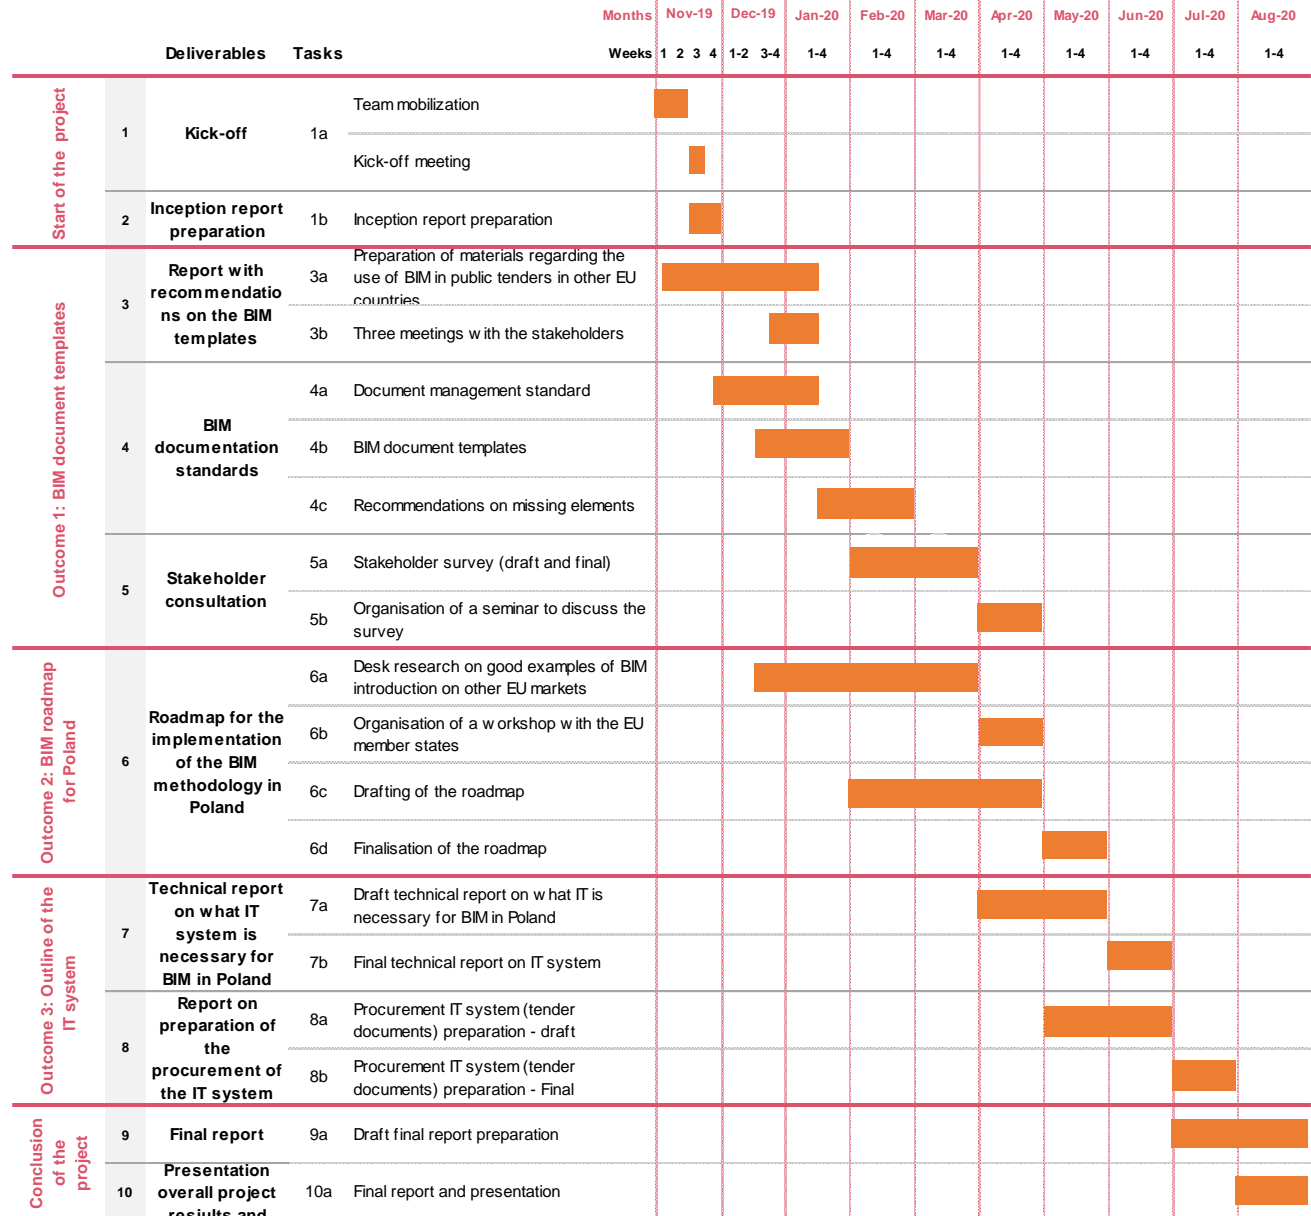 Months Nov-19 Dec-19 Jan-20 Feb-20 Mar-20 Apr-20 May-20 Jun-20 Jul-20 Aug-20
Deliverables Tasks Weeks 1 2 3 4 1-2 3-4 1-4 1-4 1-4 1-4 1-4 1-4 1-4 1-4
Start of the project
1 Kick-off 1a
Team mobilization
Kick-off meeting
2
Inception report
preparation
1b Inception report preparation
Outcome 1: BIM document templates
3
Report with
recommendatio
ns on the BIM
templates
3a
Preparation of materials regarding the
use of BIM in public tenders in other EU
countries
3b Three meetings with the stakeholders
4
BIM
documentation
standards
4a Document management standard
4b BIM document templates
4c Recommendations on missing elements
5
Stakeholder
consultation
5a Stakeholder survey (draft and final)
5b
Organisation of a seminar to discuss the
survey
Outcome 2: BIM roadmap
for Poland
6
Roadmap for the
implementation
of the BIM
methodology in
Poland
6a
Desk research on good examples of BIM
introduction on other EU markets
6b
Organisation of a workshop with the EU
member states
6c Drafting of the roadmap
6d Finalisation of the roadmap
Outcome 3: Outline of the
IT system
7
Technical report
on what IT
system is
necessary for
BIM in Poland
7a
Draft technical report on what IT is
necessary for BIM in Poland
7b Final technical report on IT system
8
Report on
preparation of
the
procurement of
the IT system
8a
Procurement IT system (tender
documents) preparation - draft
8b
Procurement IT system (tender
documents) preparation - Final
Conclusion
of the
project
9 Final report 9a Draft final report preparation
10
Presentation
overall project
resiults and
10a Final report and presentation